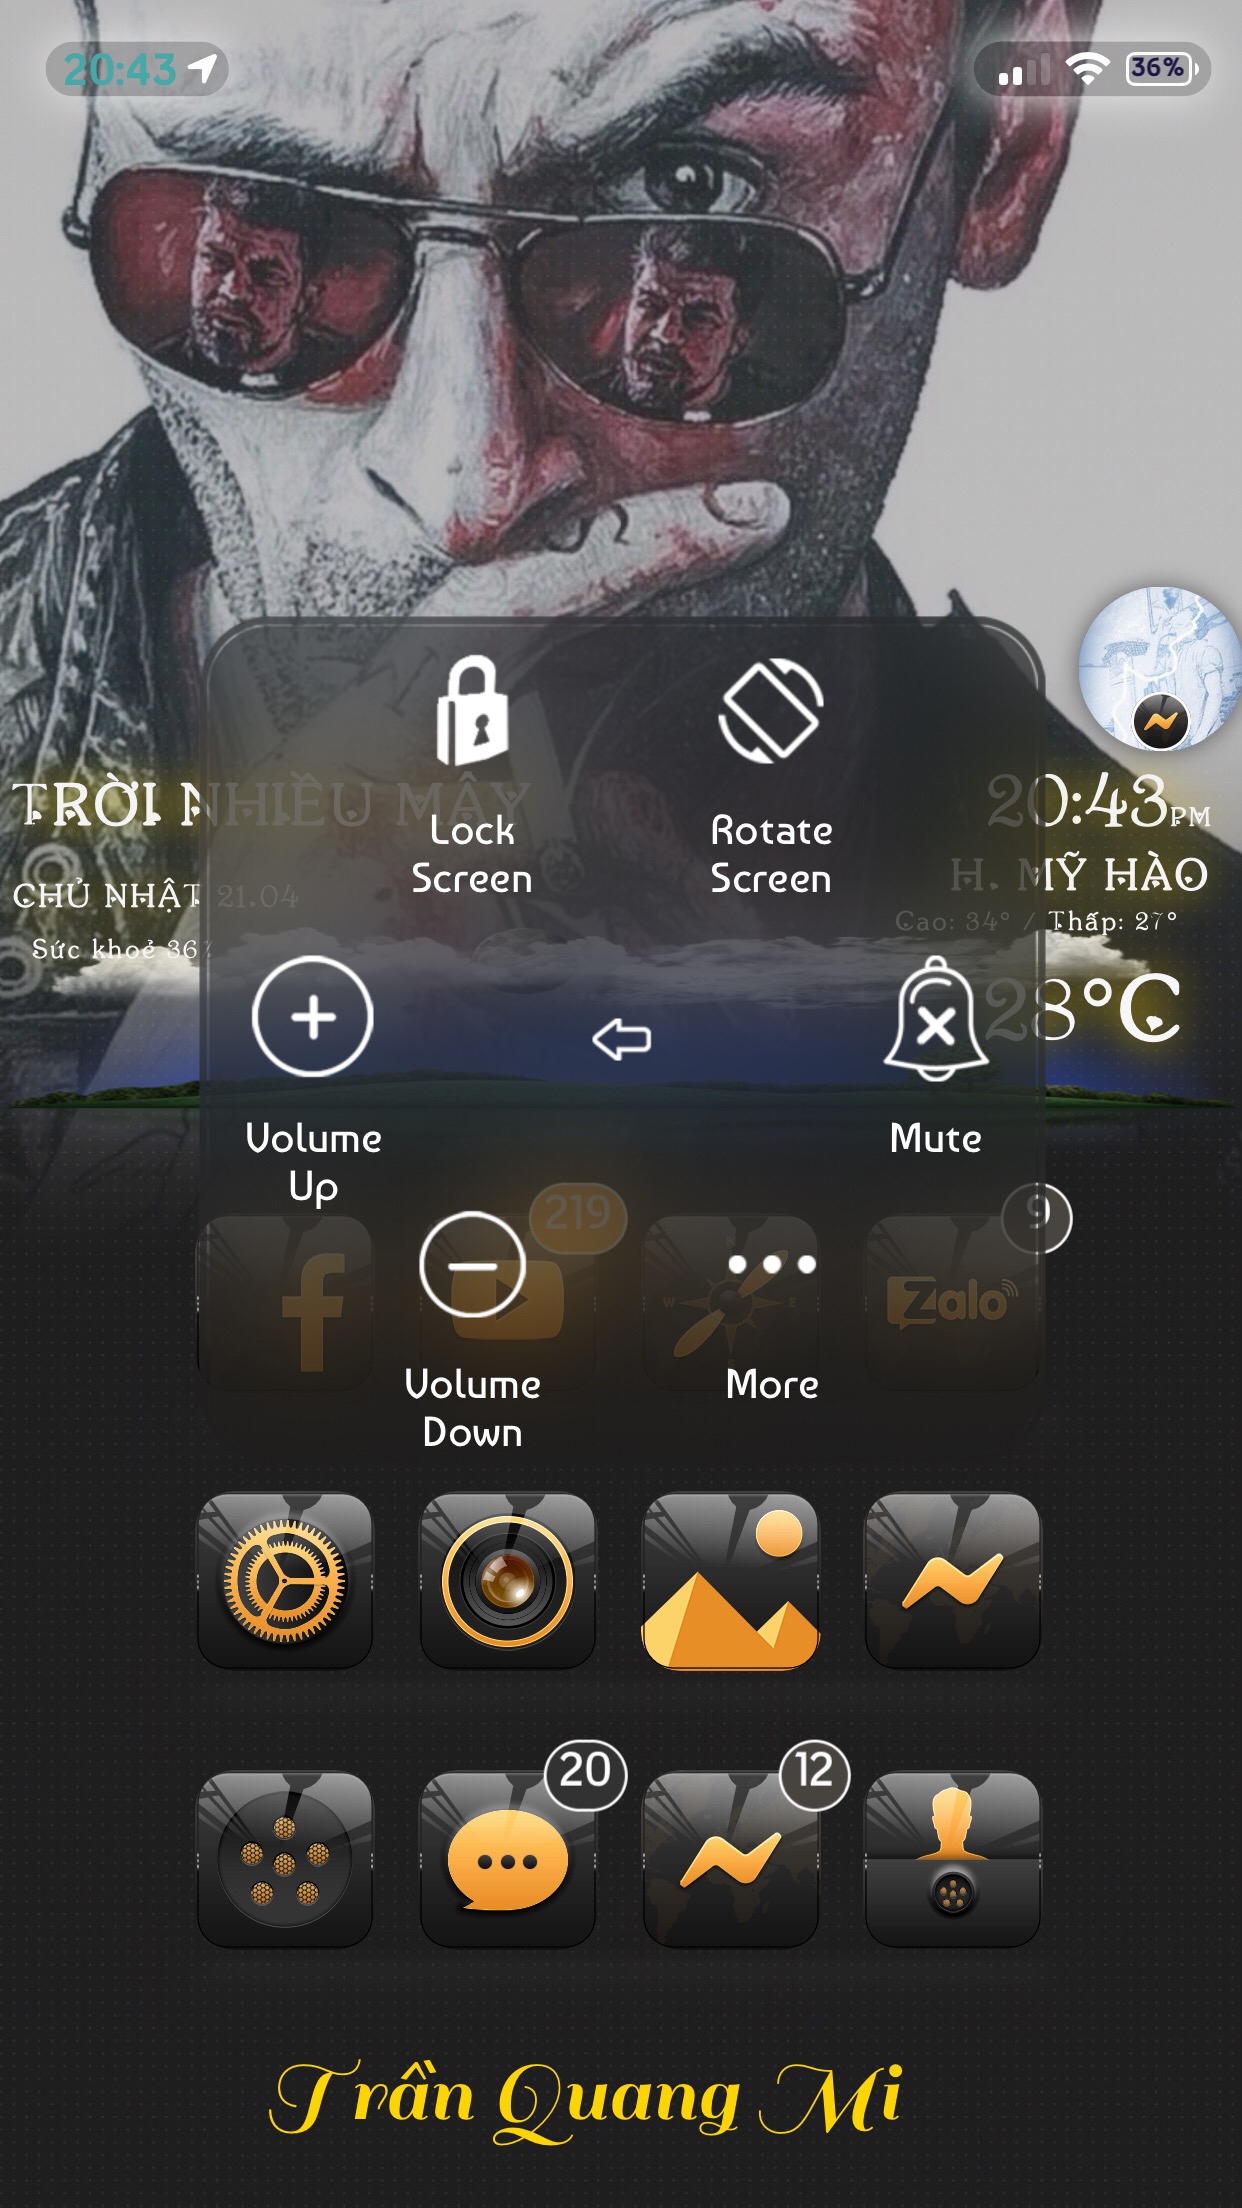 20:43
36%
Lock Screen
Rotate Screen
TRỜI NHIỀU MÂY
20:43PM
CHỦ NHẬT 21.04
H. MỸ HÀO
Sức khoẻ 36%
Cao: 34° / Thấp: 27°
28°C
Volume Up
Mute
219
9
W E
Zalo
Volume Down
More
20
12
Trần Quang Mi